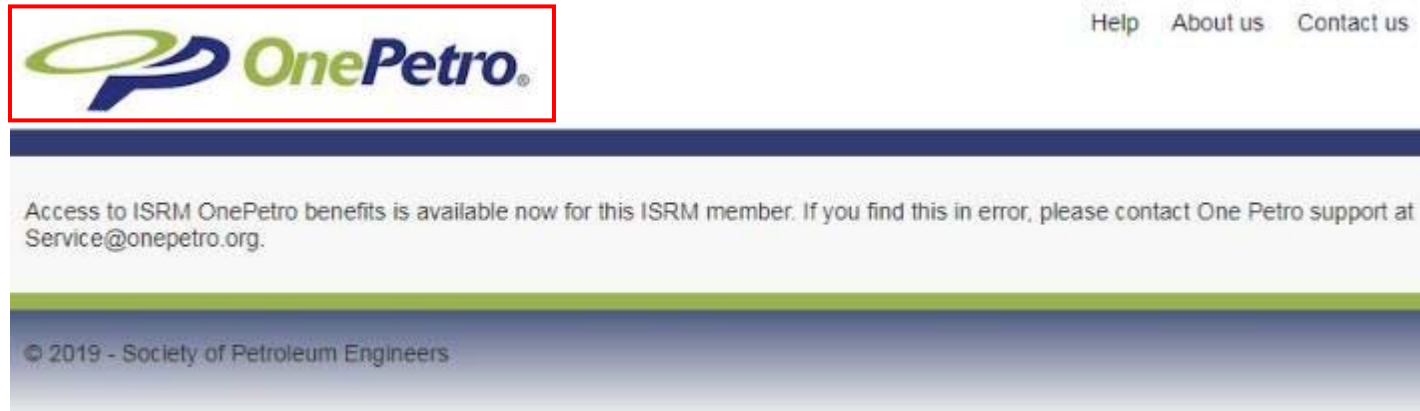 OnePetro®
Help About us Contact us
Access to ISRM OnePetro benefits is available now for this ISRM member. If you find this in error, please contact One Petro support at
Service@onepetro.org.
© 2019 - Society of Petroleum Engineers